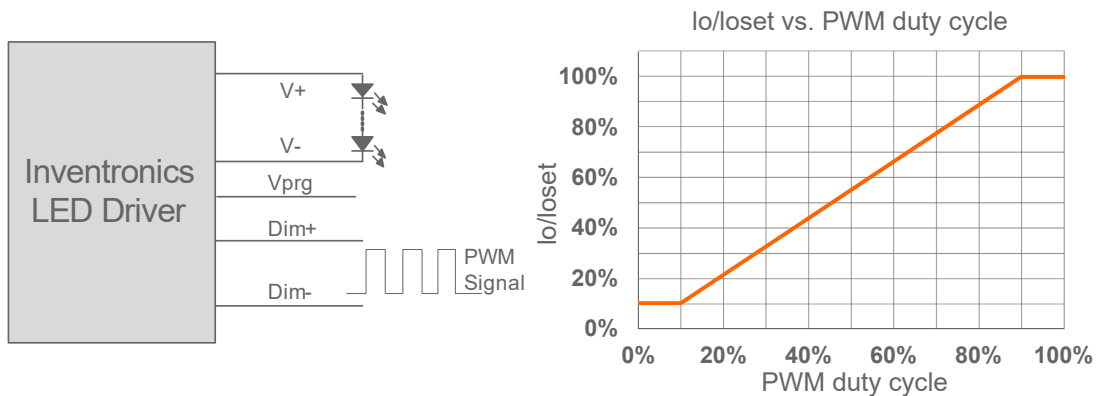 Inventronics
LED Driver
V+
V-
Vprg
Dim+
Dim-
PWM
Signal
Io/Ioset vs. PWM duty cycle
Io/Ioset
100%
80%
60%
40%
20%
0%
0% 20% 40% 60% 80% 100%
PWM duty cycle